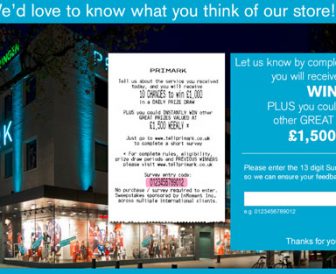 We'd love to know what you think of our store!
PRIMARK
Tell us about the service you received
today, and you will receive
10 CHANCES to win £1,000
in a DAILY PRIZE DRAW
PLUS you could INSTANTLY WIN other
GREAT PRIZES VALUED AT
£1,500 WEEKLY *
Just go to www.tellprimark.co.uk
to complete a short survey
* For complete rules, eligibility,
prize draw periods and PREVIOUS WINNERS
please visit www.tellprimark.co.uk
Survey entry code:
0123456789012
No purchase / survey required to enter.
Sweepstakes sponsored by InMoment Inc.
across multiple international clients.
Let us know by comple
you will receive
WIN
PLUS you could
other GREAT
£1,500
Please enter the 13 digit Sur
so we can ensure your feedba
e.g 0123456789012
Thanks for y